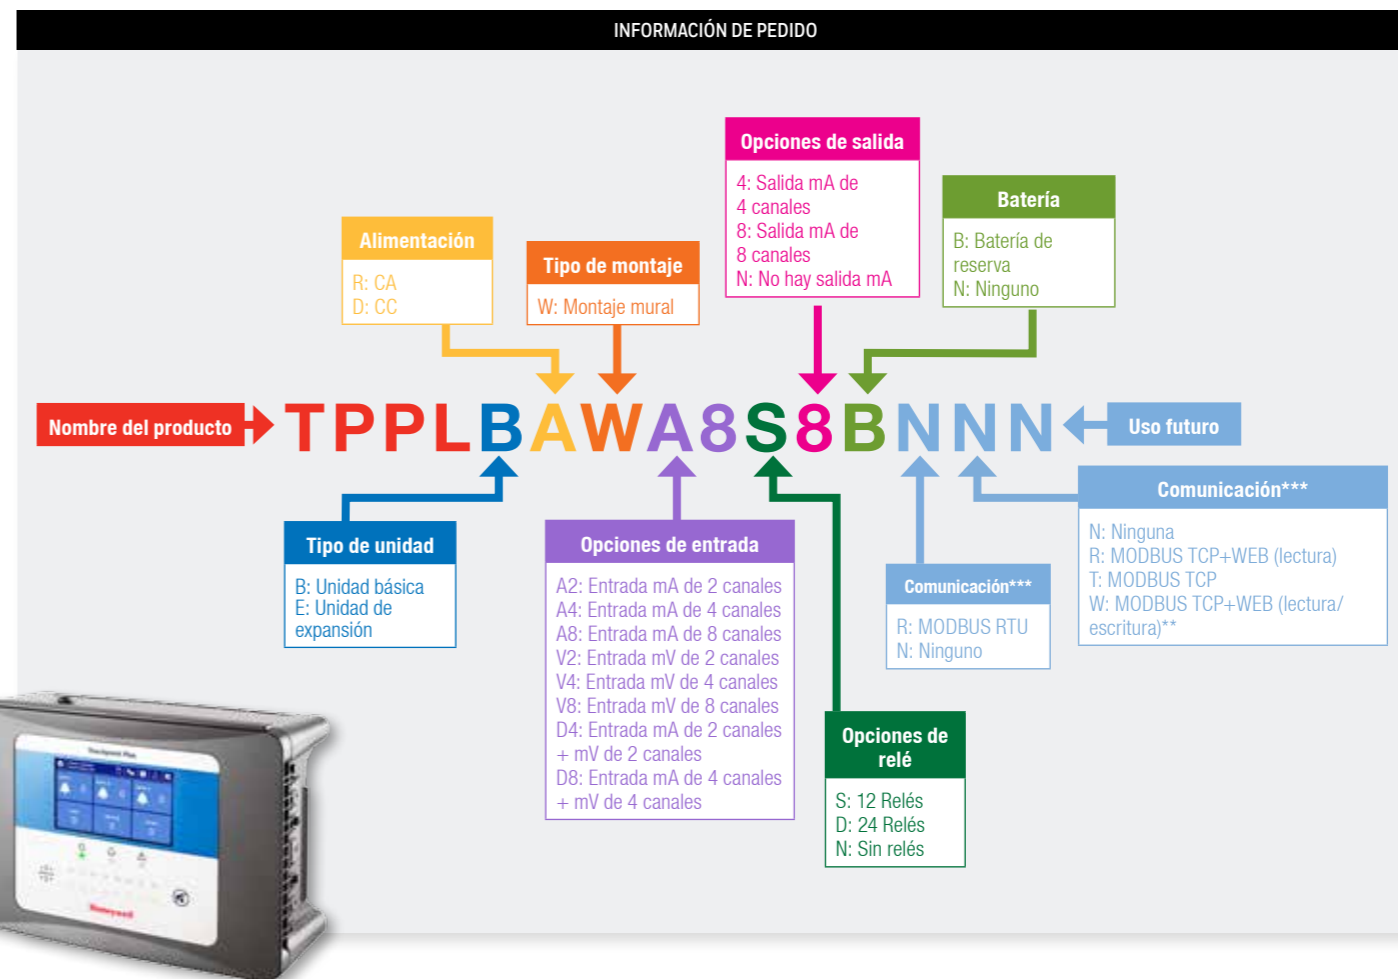 INFORMACIÓN DE PEDIDO
Opciones de salida
4: Salida mA de
4 canales
8: Salida mA de
8 canales
N: No hay salida mA
Batería
B: Batería de
reserva
N: Ninguno
Alimentación
R: CA
D: CC
Tipo de montaje
W: Montaje mural
Nombre del producto
TPPLBAWA8S8BNNN
Uso futuro
Tipo de unidad
B: Unidad básica
E: Unidad de
expansión
Opciones de entrada
A2: Entrada mA de 2 canales
A4: Entrada mA de 4 canales
A8: Entrada mA de 8 canales
V2: Entrada mV de 2 canales
V4: Entrada mV de 4 canales
V8: Entrada mV de 8 canales
D4: Entrada mA de 2 canales
+ mV de 2 canales
D8: Entrada mA de 4 canales
+ mV de 4 canales
Opciones de
relé
S: 12 Relés
D: 24 Relés
N: Sin relés
Comunicación***
R: MODBUS RTU
N: Ninguno
Comunicación***
N: Ninguna
R: MODBUS TCP+WEB (lectura)
T: MODBUS TCP
W: MODBUS TCP+WEB (lectura/
escritura)**
Touchpoint Plus
Honeywell